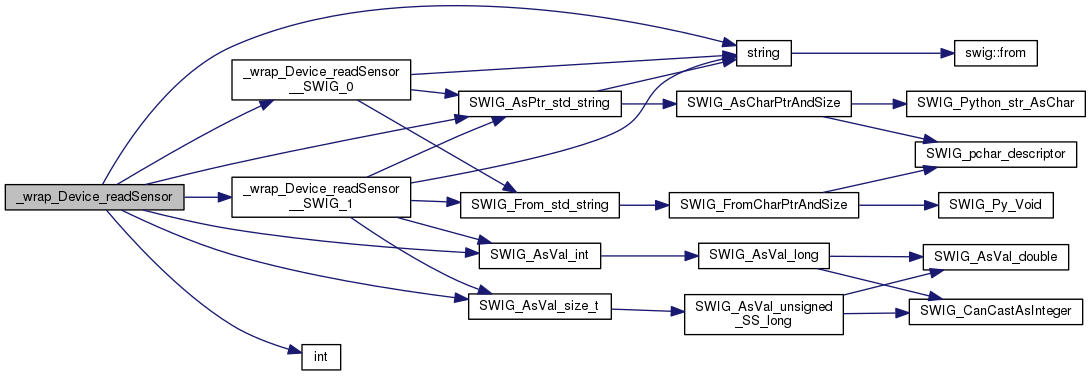 _wrap_Device_readSensor
_wrap_Device_readSensor
__SWIG_0
_wrap_Device_readSensor
__SWIG_1
int
SWIG_AsPtr_std_string
SWIG_From_std_string
SWIG_AsVal_int
SWIG_AsVal_size_t
string
SWIG_AsCharPtrAndSize
SWIG_FromCharPtrAndSize
SWIG_AsVal_long
SWIG_AsVal_unsigned
_SS_long
swig::from
SWIG_Python_str_AsChar
SWIG_pchar_descriptor
SWIG_Py_Void
SWIG_AsVal_double
SWIG_CanCastAsInteger